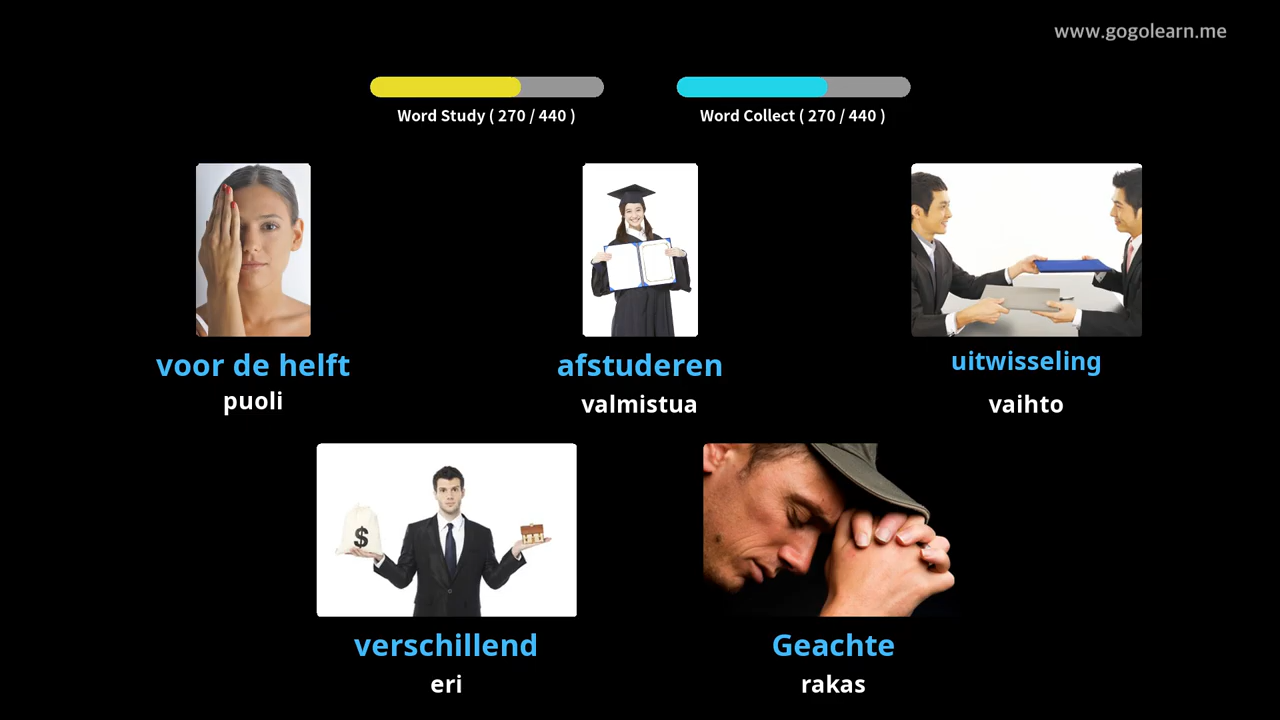 www.gogolearn.me
Word Study ( 270 / 440 )
Word Collect ( 270 / 440 )
voor de helft
puoli
afstuderen
valmistua
uitwisseling
vaihto
$
verschillend
eri
Geachte
rakas